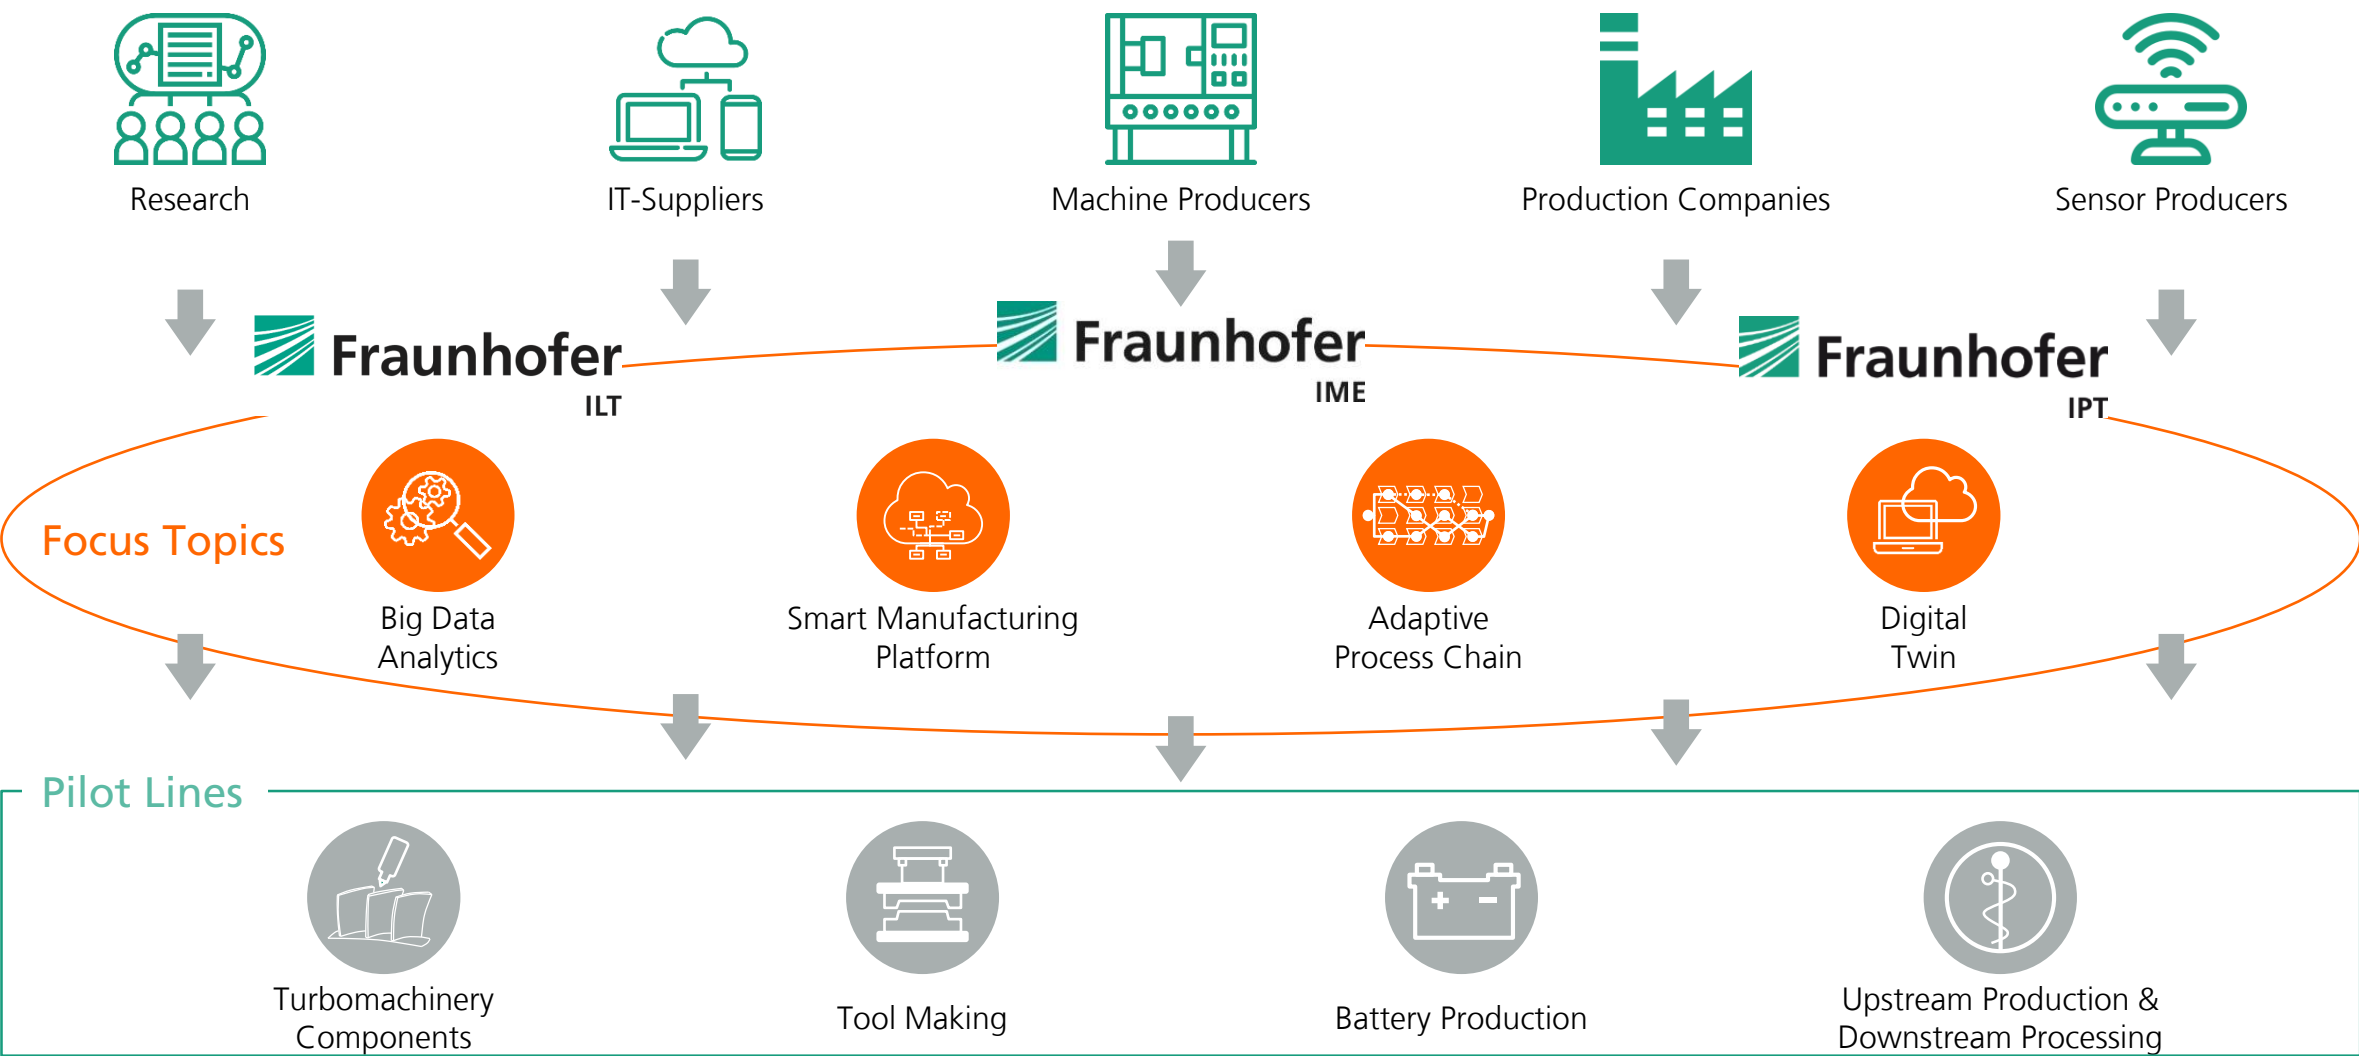 Research
IT-Suppliers
Machine Producers
Production Companies
Sensor Producers
Fraunhofer
ILT
Fraunhofer
IME
Fraunhofer
IPT
Focus Topics
Big Data
Analytics
Smart Manufacturing
Platform
Adaptive
Process Chain
Digital
Twin
Pilot Lines
Turbomachinery
Components
Tool Making
Battery Production
Upstream Production &
Downstream Processing